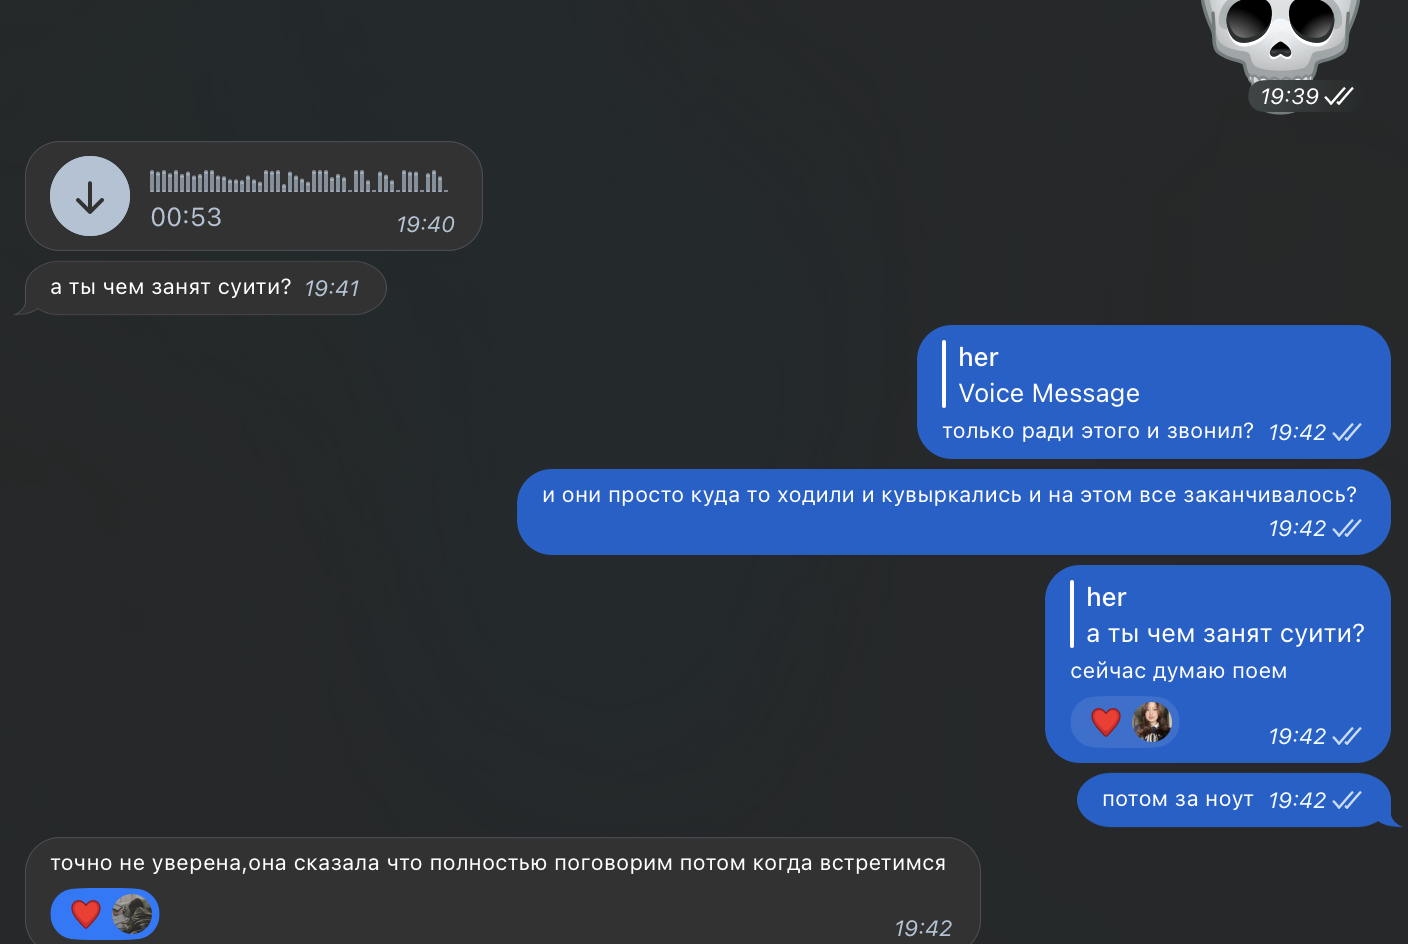 19:39
00:53
19:40
а ты чем занят суити? 19:41
her
Voice Message
только ради этого и звонил? 19:42
и они просто куда то ходили и кувыркались и на этом все заканчивалось?
19:42
her
а ты чем занят суити?
сейчас думаю поем
19:42
потом за ноут 19:42
точно не уверена,она сказала что полностью поговорим потом когда встретимся
19:42